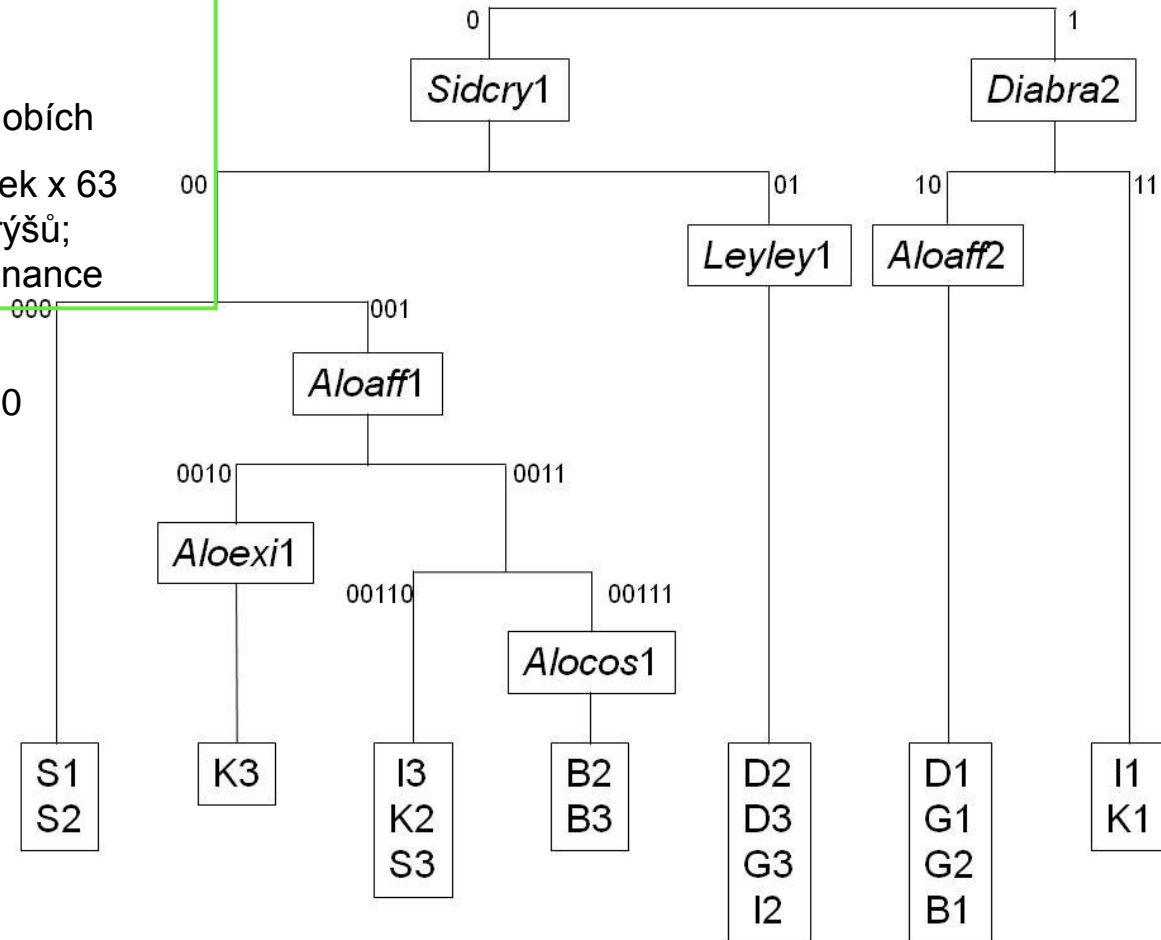 0
1
Sidcry1
Diabra2
obích
ek x 63
rýšů;
nance
0
00
01
10
11
Leyley1
Aloaff2
000
001
Aloaff1
0010
0011
Aloexi1
00110
00111
Alocos1
S1
S2
K3
I3
K2
S3
B2
B3
D2
D3
G3
I2
D1
G1
G2
B1
I1
K1